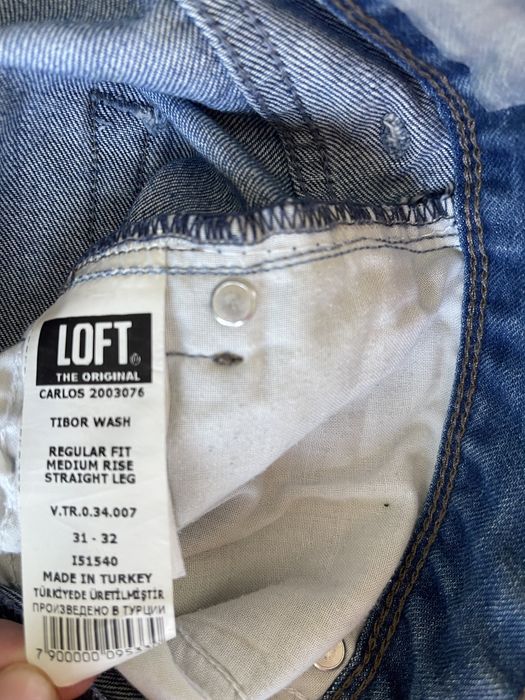 LOFT®
THE ORIGINAL
CARLOS 2003076
TIBOR WASH
REGULAR FIT
MEDIUM RISE
STRAIGHT LEG
V.TR.0.34.007
31 - 32
I51540
MADE IN TURKEY
TÜRKİYEDE ÜRETİLMİŞTİR
ПРОИЗВЕДЕНО В ТУРЦИИ